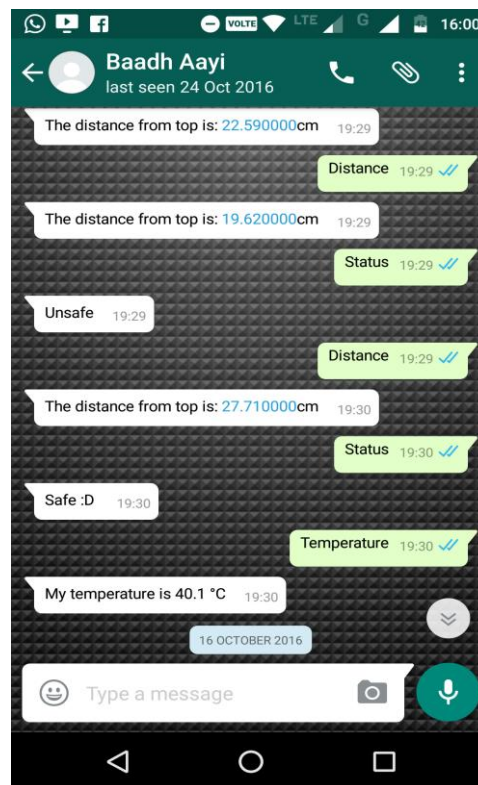 VOLTE LTE G 16:00
Baadh Aayi
last seen 24 Oct 2016
The distance from top is: 22.590000cm 19:29
Distance 19:29
The distance from top is: 19.620000cm 19:29
Status 19:29
Unsafe 19:29
Distance 19:29
The distance from top is: 27.710000cm 19:30
Status 19:30
Safe :D 19:30
Temperature 19:30
My temperature is 40.1 °C 19:30
16 OCTOBER 2016
Type a message